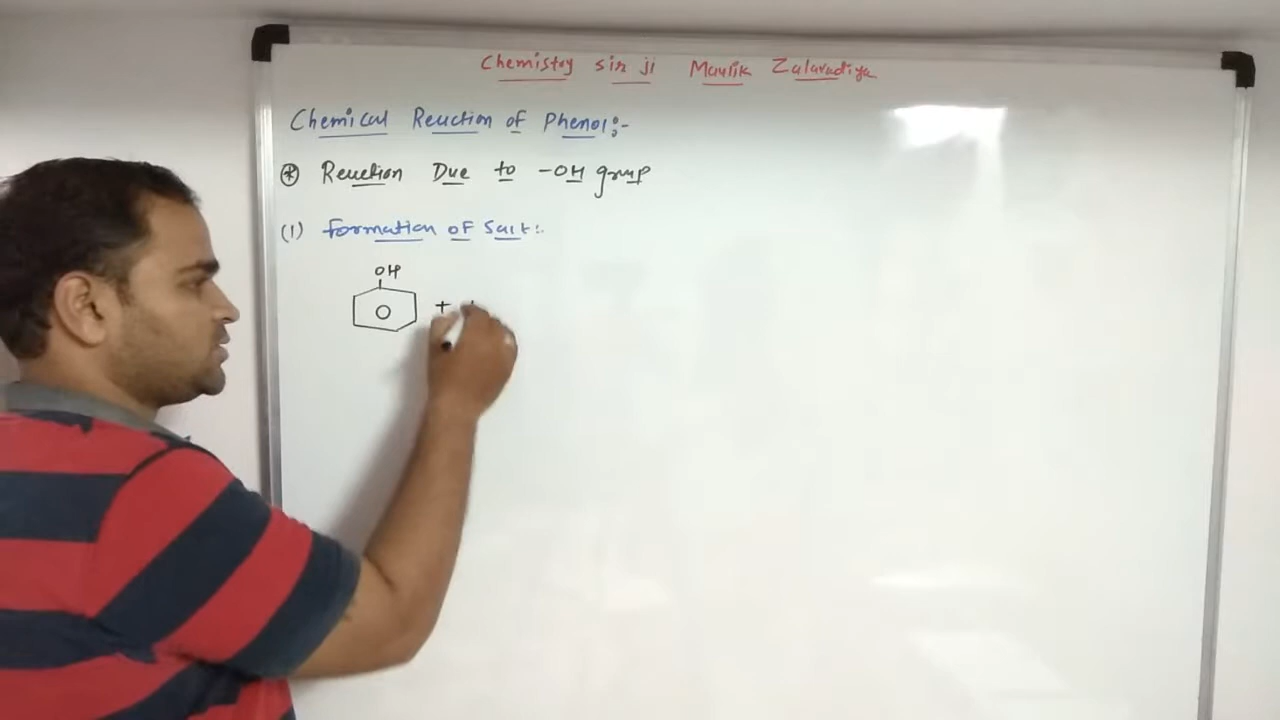 Chemistry sir ji Maulik Zalavadiya
Chemical Reaction of Phenol:-
* Reaction Due to -OH group
(1) Formation of Salt:-
OH
+